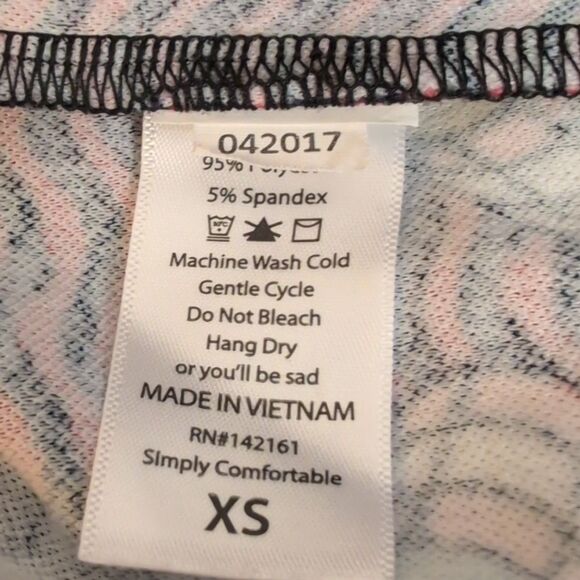 042017
95%
5% Spandex
30°C
Machine Wash Cold
Gentle Cycle
Do Not Bleach
Hang Dry
or you'll be sad
MADE IN VIETNAM
RN#142161
SImply Comfortable
XS